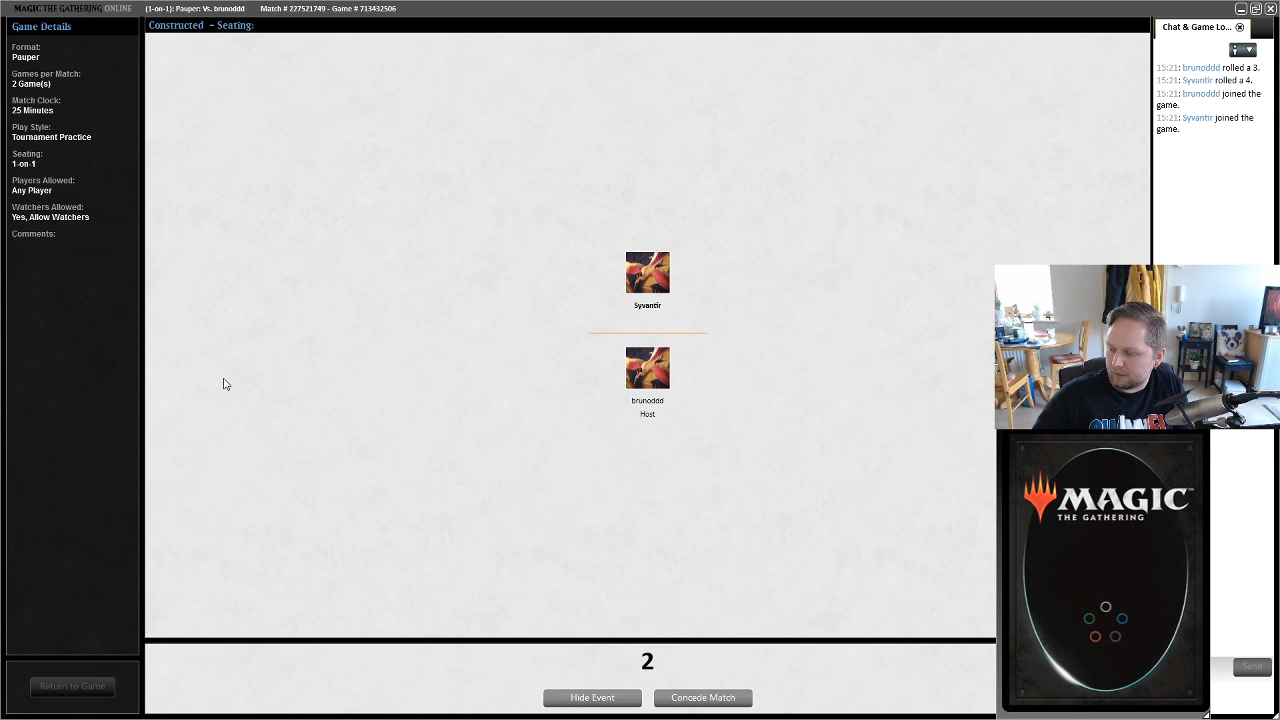 MAGIC THE GATHERING ONLINE
(1-on-1): Pauper: Vs. brunoddd
Match # 227521749 - Game # 713432506
Game Details
Format:
Pauper
Games per Match:
2 Game(s)
Match Clock:
25 Minutes
Play Style:
Tournament Practice
Seating:
1-on-1
Players Allowed:
Any Player
Watchers Allowed:
Yes, Allow Watchers
Comments:
Return to Game
Constructed - Seating:
Syvantir
brunoddd
Host
2
Hide Event
Concede Match
Chat & Game Lo...
15:21: brunoddd rolled a 3.
15:21: Syvantir rolled a 4.
15:21: brunoddd joined the
game.
15:21: Syvantir joined the
game.
MAGIC
THE GATHERING
Send